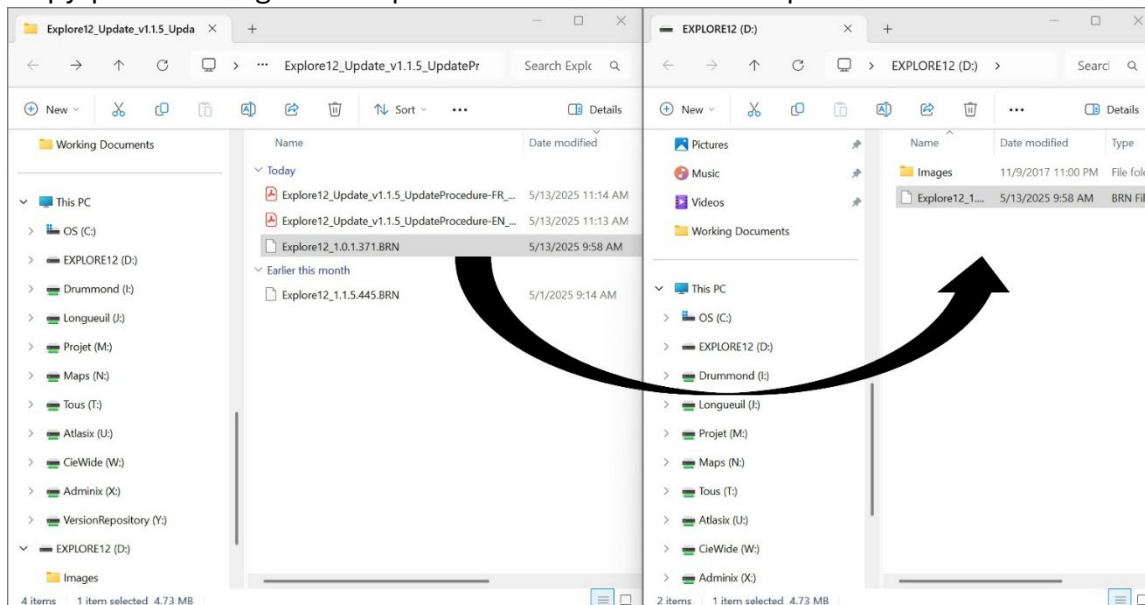 Explore12_Update_v1.1.5_Upda
Explore12_Update_v1.1.5_UpdatePr
Search Explc
New
Sort
Details
Working Documents
This PC
OS (C:)
EXPLORE12 (D:)
Drummond (I:)
Longueuil (J:)
Projet (M:)
Maps (N:)
Tous (T:)
Atlasix (U:)
CieWide (W:)
Adminix (X:)
VersionRepository (Y:)
EXPLORE12 (D:)
Images
Name Date modified
Today
Explore12_Update_v1.1.5_UpdateProcedure-FR_... 5/13/2025 11:14 AM
Explore12_Update_v1.1.5_UpdateProcedure-EN_... 5/13/2025 11:13 AM
Explore12_1.0.1.371.BRN 5/13/2025 9:58 AM
Earlier this month
Explore12_1.1.5.445.BRN 5/1/2025 9:14 AM
4 items 1 item selected 4.73 MB
EXPLORE12 (D:)
EXPLORE12 (D:)
Searc
New
Details
Pictures
Music
Videos
Working Documents
This PC
OS (C:)
EXPLORE12 (D:)
Drummond (I:)
Longueuil (J:)
Projet (M:)
Maps (N:)
Tous (T:)
Atlasix (U:)
CieWide (W:)
Adminix (X:)
Name Date modified Type
Images 11/9/2017 11:00 PM File fol
Explore12_1.... 5/13/2025 9:58 AM BRN Fil
2 items 1 item selected 4.73 MB